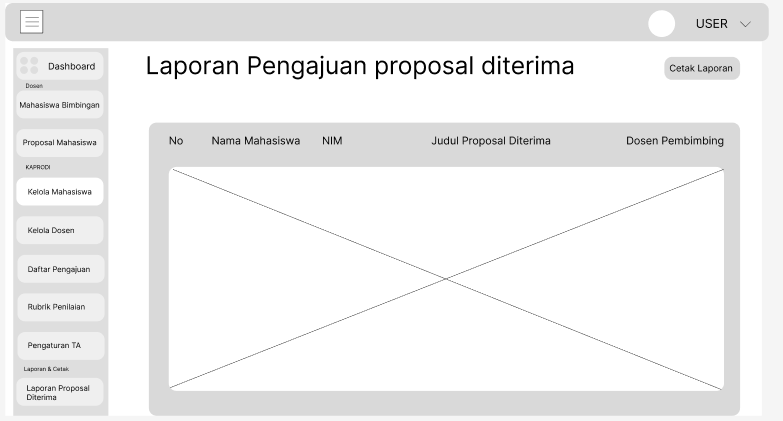 USER
Dashboard
Dosen
Mahasiswa Bimbingan
Proposal Mahasiswa
KAPRODI
Kelola Mahasiswa
Kelola Dosen
Daftar Pengajuan
Rubrik Penilaian
Pengaturan TA
Laporan & Cetak
Laporan Proposal
Diterima
Laporan Pengajuan proposal diterima
Cetak Laporan
No Nama Mahasiswa NIM Judul Proposal Diterima Dosen Pembimbing